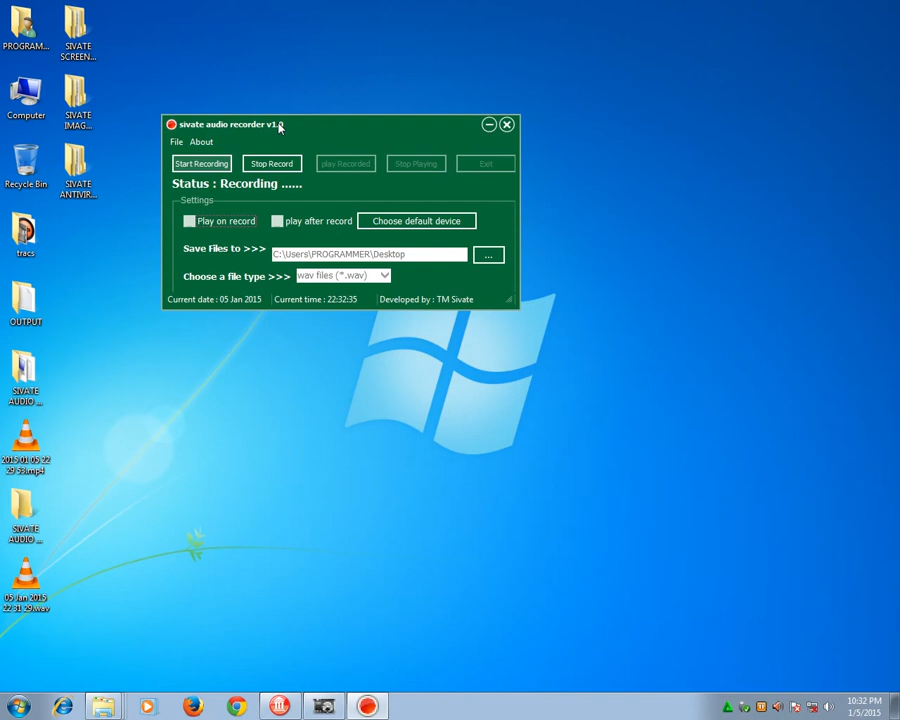 PROGRAM...
SIVATE
SCREEN...
Computer
SIVATE
IMAG...
Recycle Bin
SIVATE
ANTIVIR...
tracs
OUTPUT
SIVATE
AUDIO ...
2015 01 05 22
29 53.mp4
SIVATE
AUDIO ...
05 Jan 2015
22 31 29.wav
sivate audio recorder v1.0
File About
Start Recording Stop Record play Recorded Stop Playing Exit
Status : Recording ......
Settings
Play on record play after record Choose default device
Save Files to >>> C:\Users\PROGRAMMER\Desktop ...
Choose a file type >>> wav files (*.wav)
Current date : 05 Jan 2015 Current time : 22:32:35 Developed by : TM Sivate
10:32 PM
1/5/2015